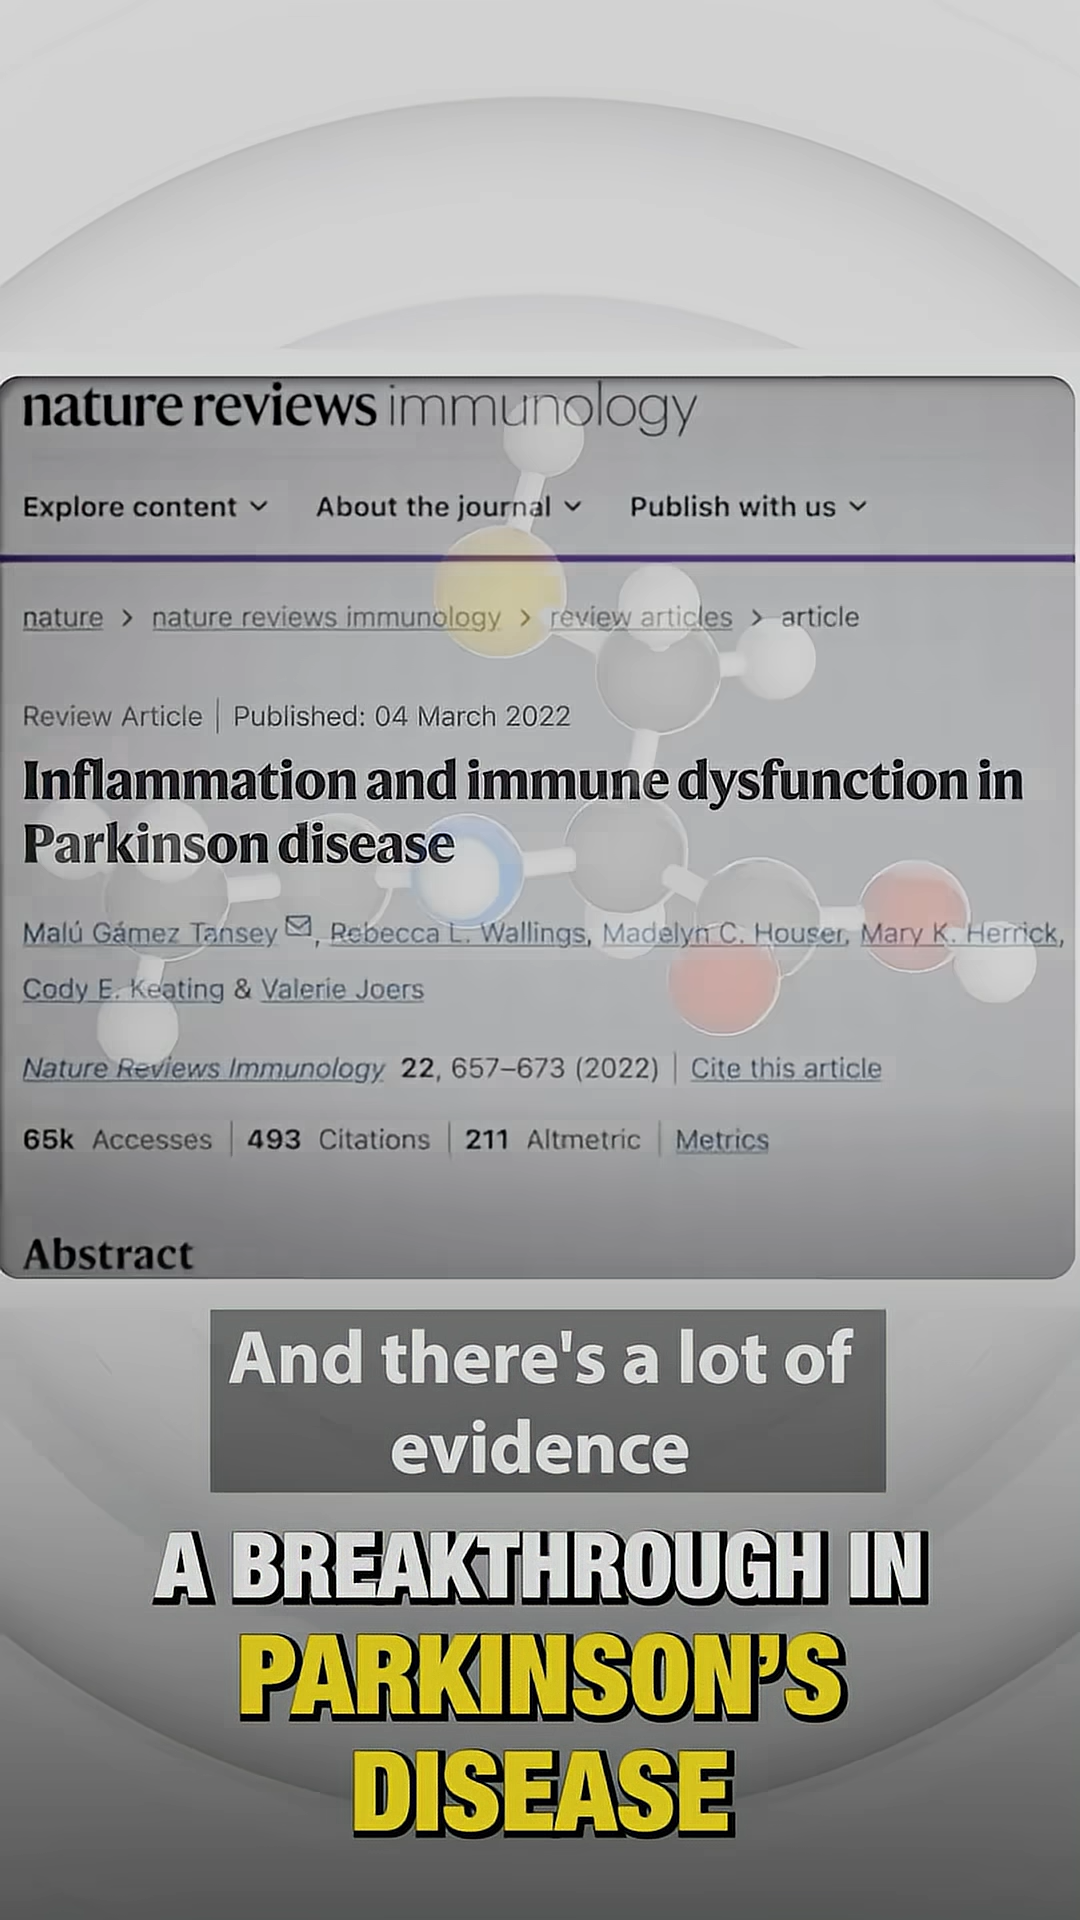 nature reviews immunology
Explore content About the journal Publish with us
nature > nature reviews immunology > review articles > article
Review Article | Published: 04 March 2022
Inflammation and immune dysfunction in
Parkinson disease
Malú Gámez Tansey, Rebecca L. Wallings, Madelyn C. Houser, Mary K. Herrick,
Cody E. Keating & Valerie Joers
Nature Reviews Immunology 22, 657–673 (2022) | Cite this article
65k Accesses | 493 Citations | 211 Altmetric | Metrics
Abstract
And there's a lot of
evidence
A BREAKTHROUGH IN
PARKINSON'S
DISEASE